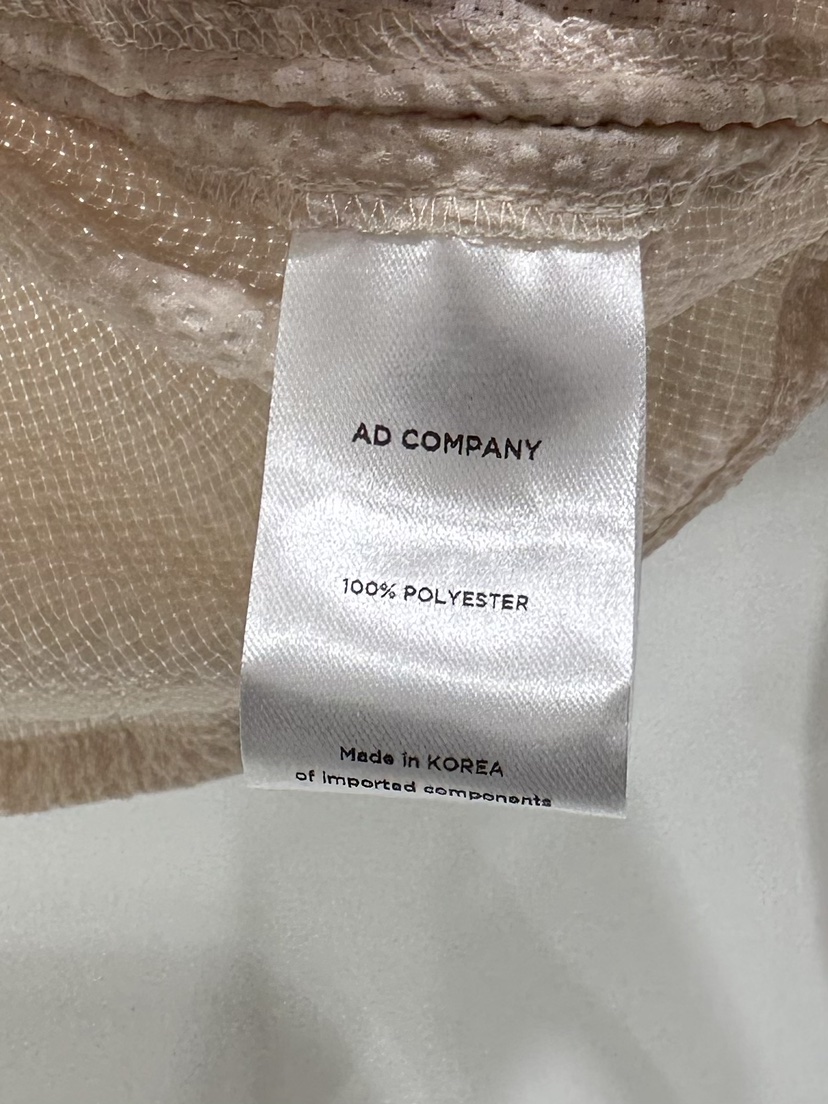 AD COMPANY
100% POLYESTER
Made in KOREA
of imported components